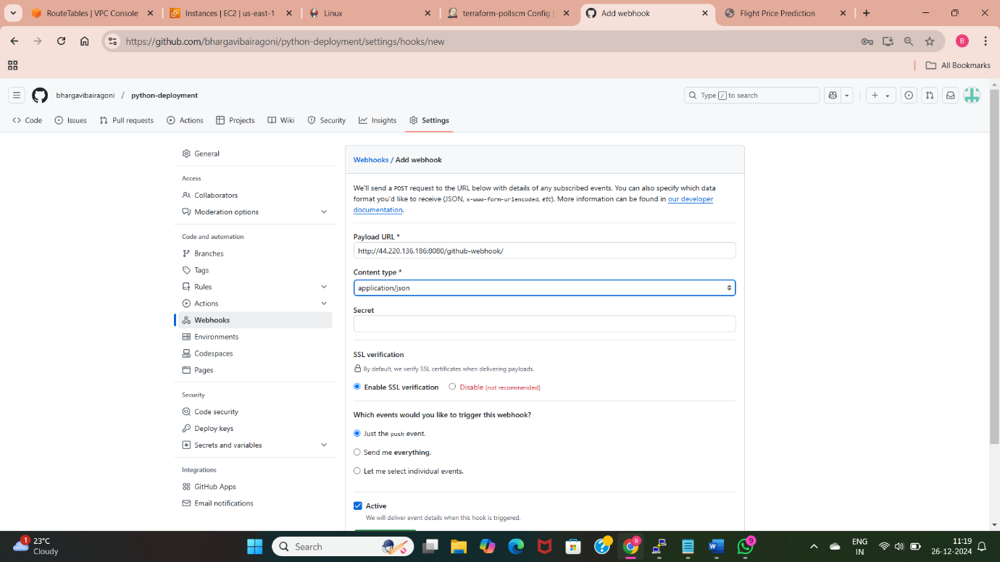 RouteTables | VPC Console
Instances | EC2 | us-east-1
Linux
terraform-pollscm Config |
Add webhook
Flight Price Prediction
https://github.com/bhargavibairagoni/python-deployment/settings/hooks/new
B
All Bookmarks
bhargavibairagoni / python-deployment
Type / to search
Code
Issues
Pull requests
Actions
Projects
Wiki
Security
Insights
Settings
General
Access
Collaborators
Moderation options
Code and automation
Branches
Tags
Rules
Actions
Webhooks
Environments
Codespaces
Pages
Security
Code security
Deploy keys
Secrets and variables
Integrations
GitHub Apps
Email notifications
Webhooks / Add webhook
We'll send a POST request to the URL below with details of any subscribed events. You can also specify which data
format you'd like to receive (JSON, x-www-form-urlencoded, etc). More information can be found in our developer
documentation.
Payload URL *
http://44.220.136.186:8080/github-webhook/
Content type *
application/json
Secret
SSL verification
By default, we verify SSL certificates when delivering payloads.
Enable SSL verification
Disable (not recommended)
Which events would you like to trigger this webhook?
Just the push event.
Send me everything.
Let me select individual events.
Active
We will deliver event details when this hook is triggered.
1
23°C
Cloudy
Search
B
9
ENG
IN
11:19
26-12-2024